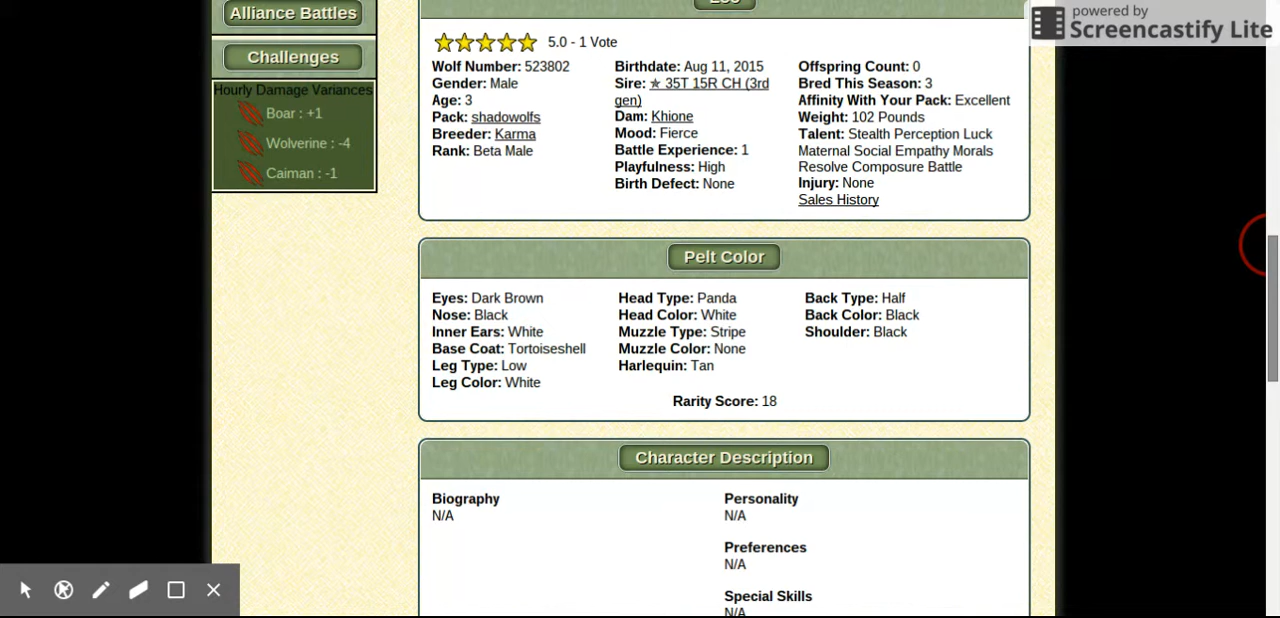 Alliance Battles
Challenges
Hourly Damage Variances
Boar : +1
Wolverine : -4
Caiman : -1
powered by
Screencastify Lite
5.0 - 1 Vote
Wolf Number: 523802
Gender: Male
Age: 3
Pack: shadowolfs
Breeder: Karma
Rank: Beta Male
Birthdate: Aug 11, 2015
Sire: ★ 35T 15R CH (3rd
gen)
Dam: Khione
Mood: Fierce
Battle Experience: 1
Playfulness: High
Birth Defect: None
Offspring Count: 0
Bred This Season: 3
Affinity With Your Pack: Excellent
Weight: 102 Pounds
Talent: Stealth Perception Luck
Maternal Social Empathy Morals
Resolve Composure Battle
Injury: None
Sales History
Pelt Color
Eyes: Dark Brown
Nose: Black
Inner Ears: White
Base Coat: Tortoiseshell
Leg Type: Low
Leg Color: White
Head Type: Panda
Head Color: White
Muzzle Type: Stripe
Muzzle Color: None
Harlequin: Tan
Back Type: Half
Back Color: Black
Shoulder: Black
Rarity Score: 18
Character Description
Biography
N/A
Personality
N/A
Preferences
N/A
Special Skills
N/A